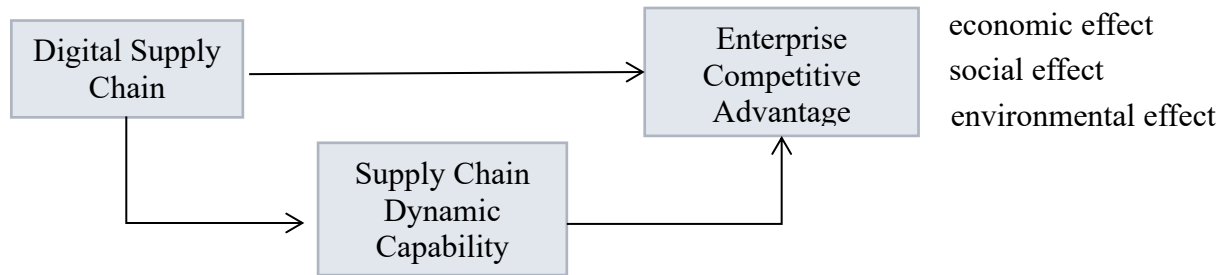 Digital Supply
Chain
Enterprise
Competitive
Advantage
economic effect
social effect
environmental effect
Supply Chain
Dynamic
Capability